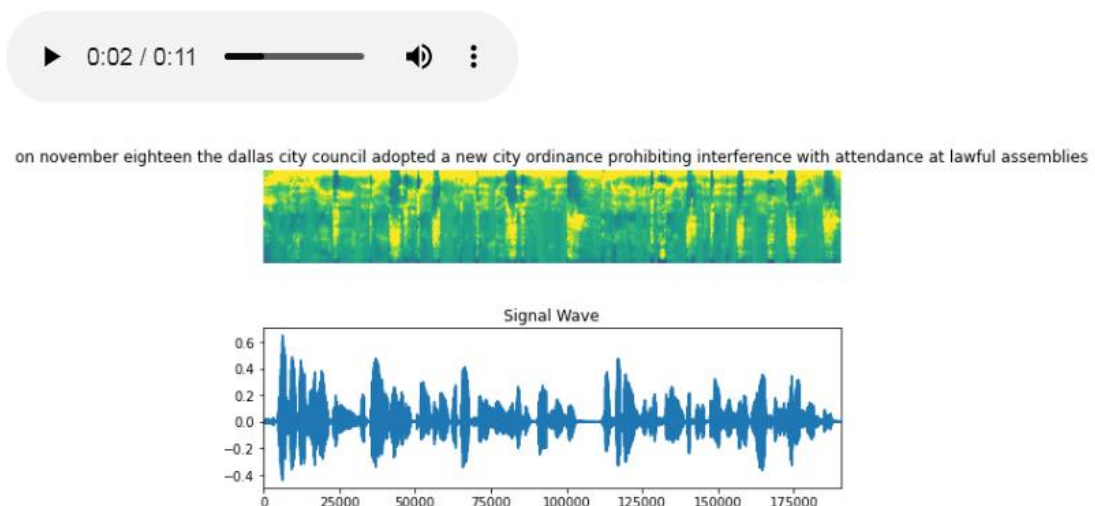 0:02 / 0:11
on november eighteen the dallas city council adopted a new city ordinance prohibiting interference with attendance at lawful assemblies
Signal Wave
0.6
0.4
0.2
0.0
−0.2
−0.4
0 25000 50000 75000 100000 125000 150000 175000